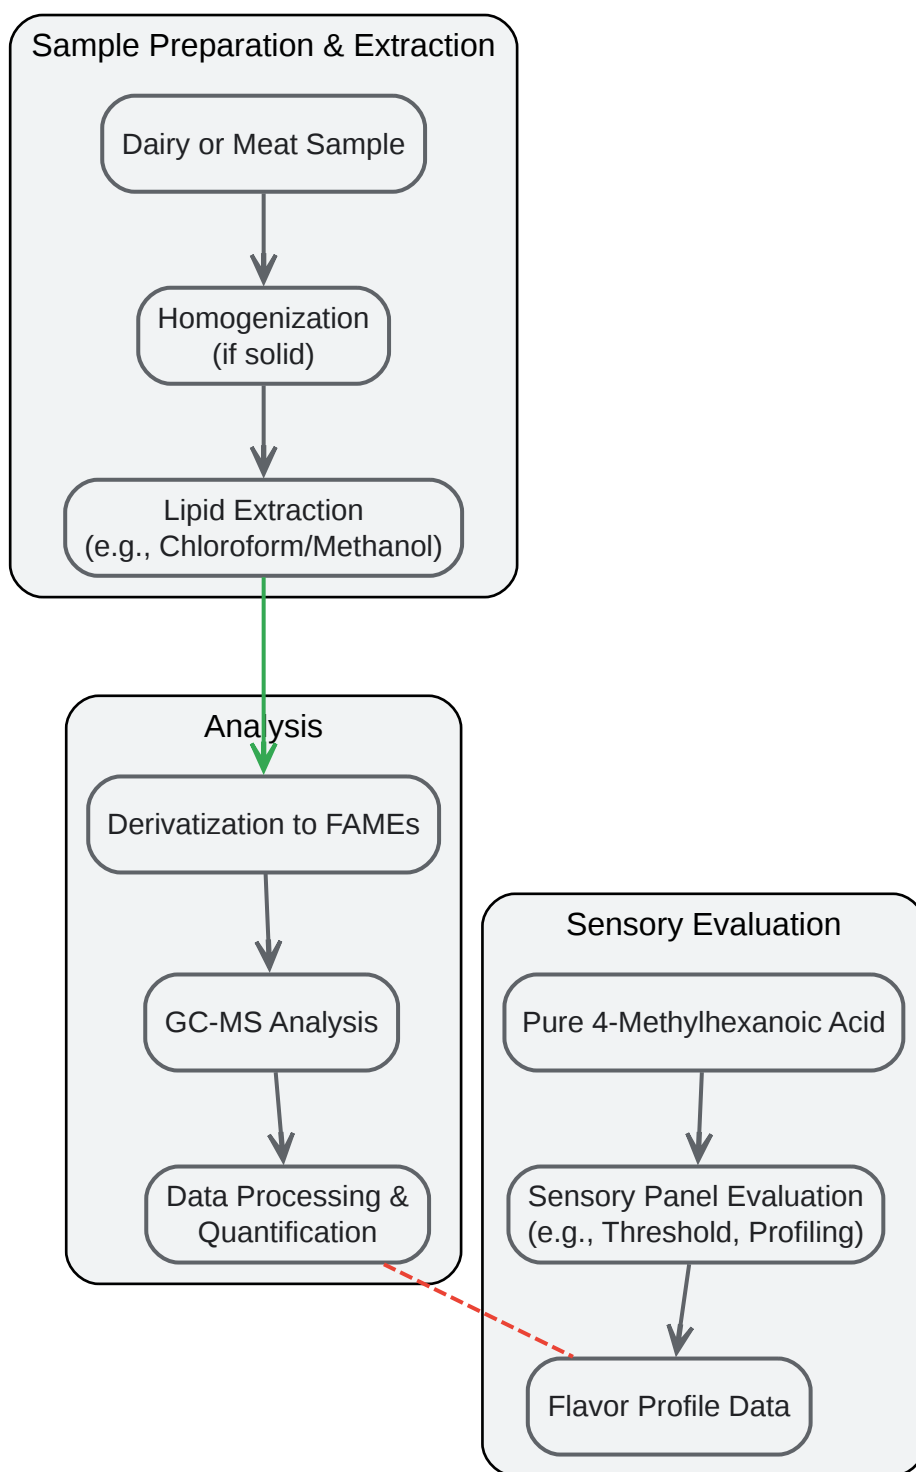 Sample Preparation & Extraction
Dairy or Meat Sample
Homogenization
(if solid)
Lipid Extraction
(e.g., Chloroform/Methanol)
Analysis
Derivatization to FAMEs
GC-MS Analysis
Data Processing &
Quantification
Sensory Evaluation
Pure 4-Methylhexanoic Acid
Sensory Panel Evaluation
(e.g., Threshold, Profiling)
Flavor Profile Data